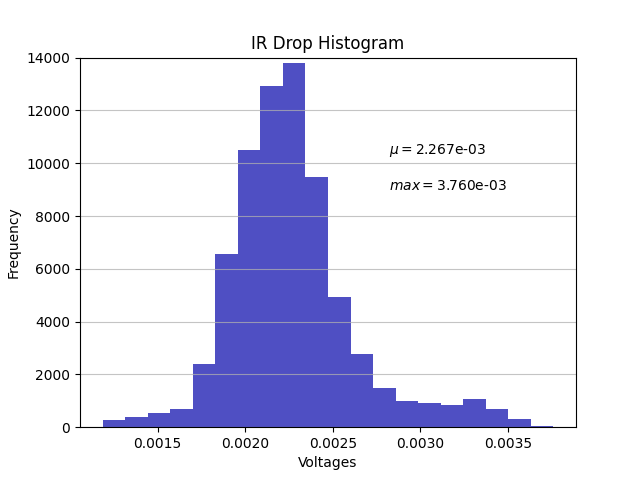 IR Drop Histogram
14000
12000
10000
8000
6000
4000
2000
0
Frequency
μ = 2.267e-03
max = 3.760e-03
0.0015 0.0020 0.0025 0.0030 0.0035
Voltages